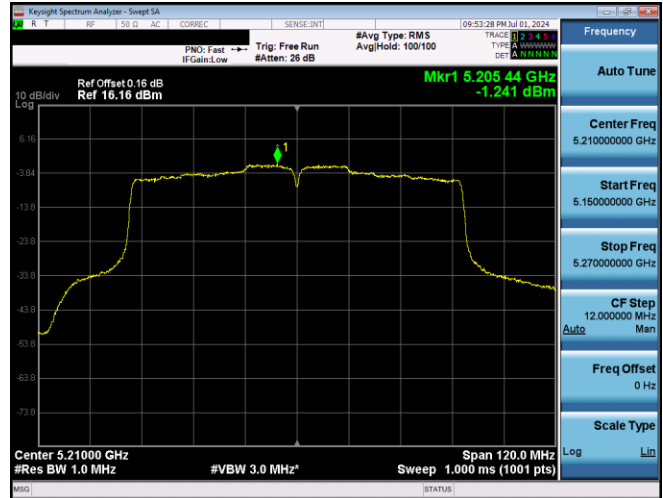 Keysight Spectrum Analyzer - Swept SA
LXI R T RF 50 Ω AC CORREC SENSE:INT 09:53:28 PM Jul 01, 2024
PNO: Fast
IFGain:Low
Trig: Free Run
#Atten: 26 dB
#Avg Type: RMS
Avg|Hold: 100/100
TRACE 1 2 3 4 5 6
TYPE A WWWWW
DET A N N N N N
Ref Offset 0.16 dB
10 dB/div Ref 16.16 dBm
Log
Mkr1 5.205 44 GHz
-1.241 dBm
1
6.16
-3.84
-13.8
-23.8
-33.8
-43.8
-53.8
-63.8
-73.8
Center 5.21000 GHz
Span 120.0 MHz
#Res BW 1.0 MHz
#VBW 3.0 MHz*
Sweep 1.000 ms (1001 pts)
MSG
STATUS
Frequency
Auto Tune
Center Freq
5.210000000 GHz
Start Freq
5.150000000 GHz
Stop Freq
5.270000000 GHz
CF Step
12.000000 MHz
Auto Man
Freq Offset
0 Hz
Scale Type
Log Lin